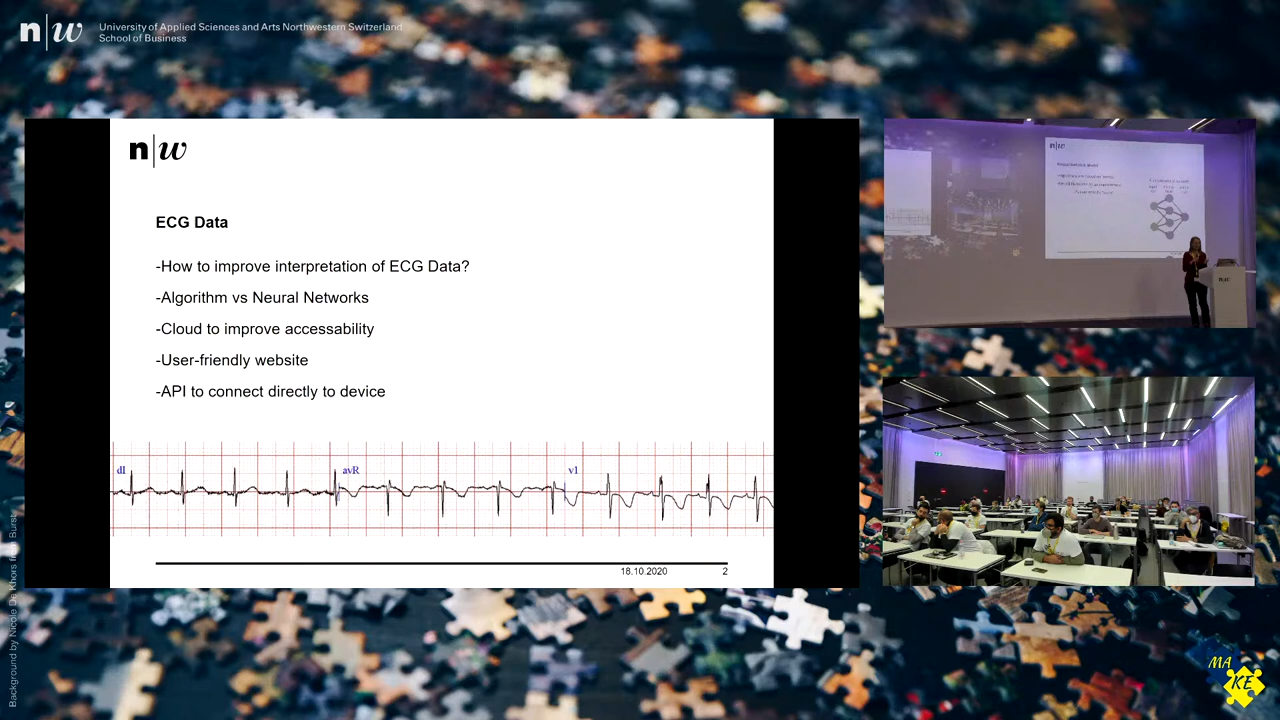 n|w University of Applied Sciences and Arts Northwestern Switzerland
School of Business
n|w
ECG Data
-How to improve interpretation of ECG Data?
-Algorithm vs Neural Networks
-Cloud to improve accessability
-User-friendly website
-API to connect directly to device
dI
avR
v1
18.10.2020 2
n|w
n|w
MA
KE